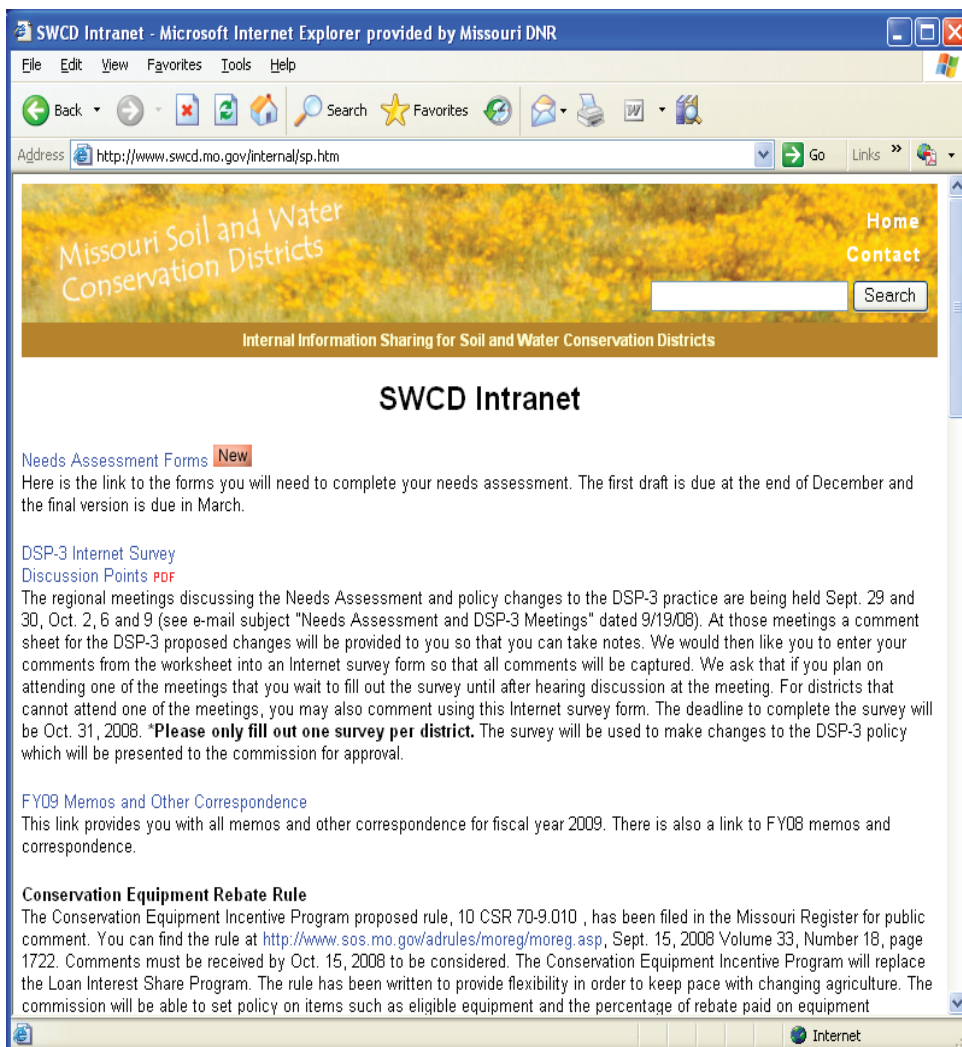 SWCD Intranet - Microsoft Internet Explorer provided by Missouri DNR
File Edit View Favorites Tools Help
Back Search Favorites W
Address http://www.swcd.mo.gov/internal/sp.htm Go Links »
Missouri Soil and Water
Conservation Districts
Home
Contact
Search
Internal Information Sharing for Soil and Water Conservation Districts
SWCD Intranet
Needs Assessment Forms New
Here is the link to the forms you will need to complete your needs assessment. The first draft is due at the end of December and
the final version is due in March.
DSP-3 Internet Survey
Discussion Points PDF
The regional meetings discussing the Needs Assessment and policy changes to the DSP-3 practice are being held Sept. 29 and
30, Oct. 2, 6 and 9 (see e-mail subject "Needs Assessment and DSP-3 Meetings" dated 9/19/08). At those meetings a comment
sheet for the DSP-3 proposed changes will be provided to you so that you can take notes. We would then like you to enter your
comments from the worksheet into an Internet survey form so that all comments will be captured. We ask that if you plan on
attending one of the meetings that you wait to fill out the survey until after hearing discussion at the meeting. For districts that
cannot attend one of the meetings, you may also comment using this Internet survey form. The deadline to complete the survey will
be Oct. 31, 2008. *Please only fill out one survey per district. The survey will be used to make changes to the DSP-3 policy
which will be presented to the commission for approval.
FY09 Memos and Other Correspondence
This link provides you with all memos and other correspondence for fiscal year 2009. There is also a link to FY08 memos and
correspondence.
Conservation Equipment Rebate Rule
The Conservation Equipment Incentive Program proposed rule, 10 CSR 70-9.010 , has been filed in the Missouri Register for public
comment. You can find the rule at http://www.sos.mo.gov/adrules/moreg/moreg.asp, Sept. 15, 2008 Volume 33, Number 18, page
1722. Comments must be received by Oct. 15, 2008 to be considered. The Conservation Equipment Incentive Program will replace
the Loan Interest Share Program. The rule has been written to provide flexibility in order to keep pace with changing agriculture. The
commission will be able to set policy on items such as eligible equipment and the percentage of rebate paid on equipment
Internet